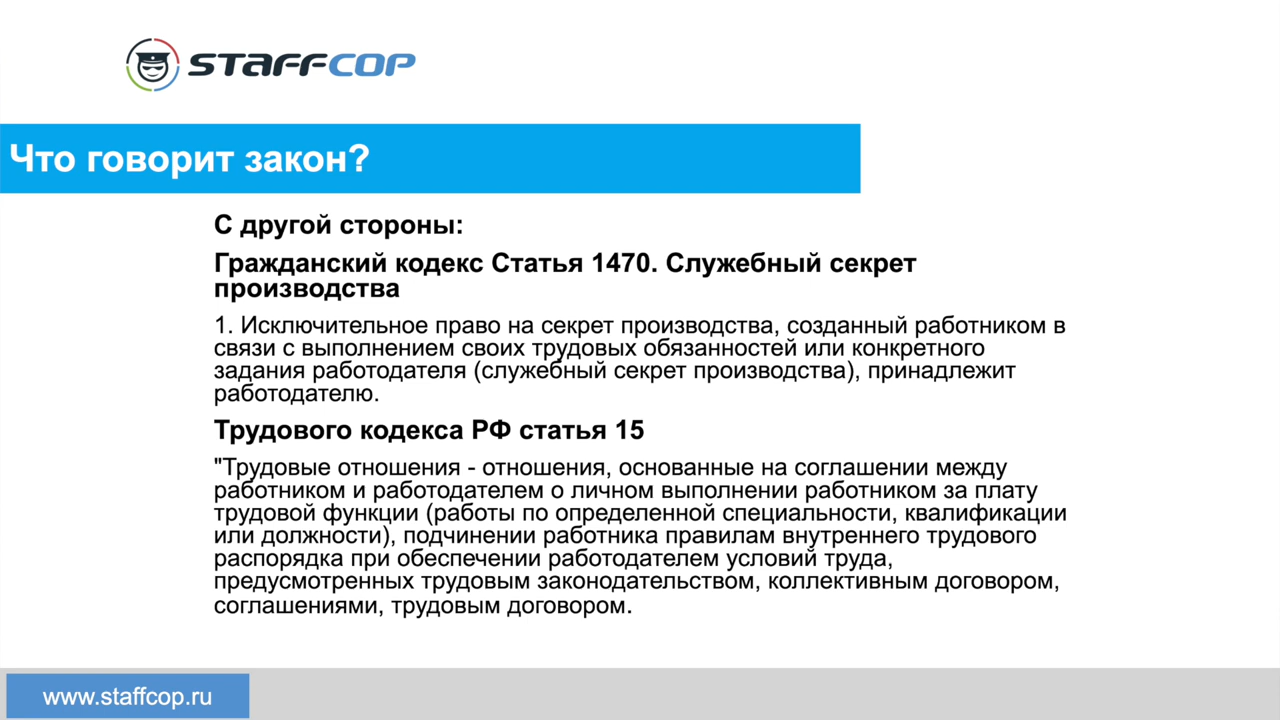 STAFFCOP
Что говорит закон?
С другой стороны:
Гражданский кодекс Статья 1470. Служебный секрет
производства
1. Исключительное право на секрет производства, созданный работником в
связи с выполнением своих трудовых обязанностей или конкретного
задания работодателя (служебный секрет производства), принадлежит
работодателю.
Трудового кодекса РФ статья 15
"Трудовые отношения - отношения, основанные на соглашении между
работником и работодателем о личном выполнении работником за плату
трудовой функции (работы по определенной специальности, квалификации
или должности), подчинении работника правилам внутреннего трудового
распорядка при обеспечении работодателем условий труда,
предусмотренных трудовым законодательством, коллективным договором,
соглашениями, трудовым договором.
www.staffcop.ru